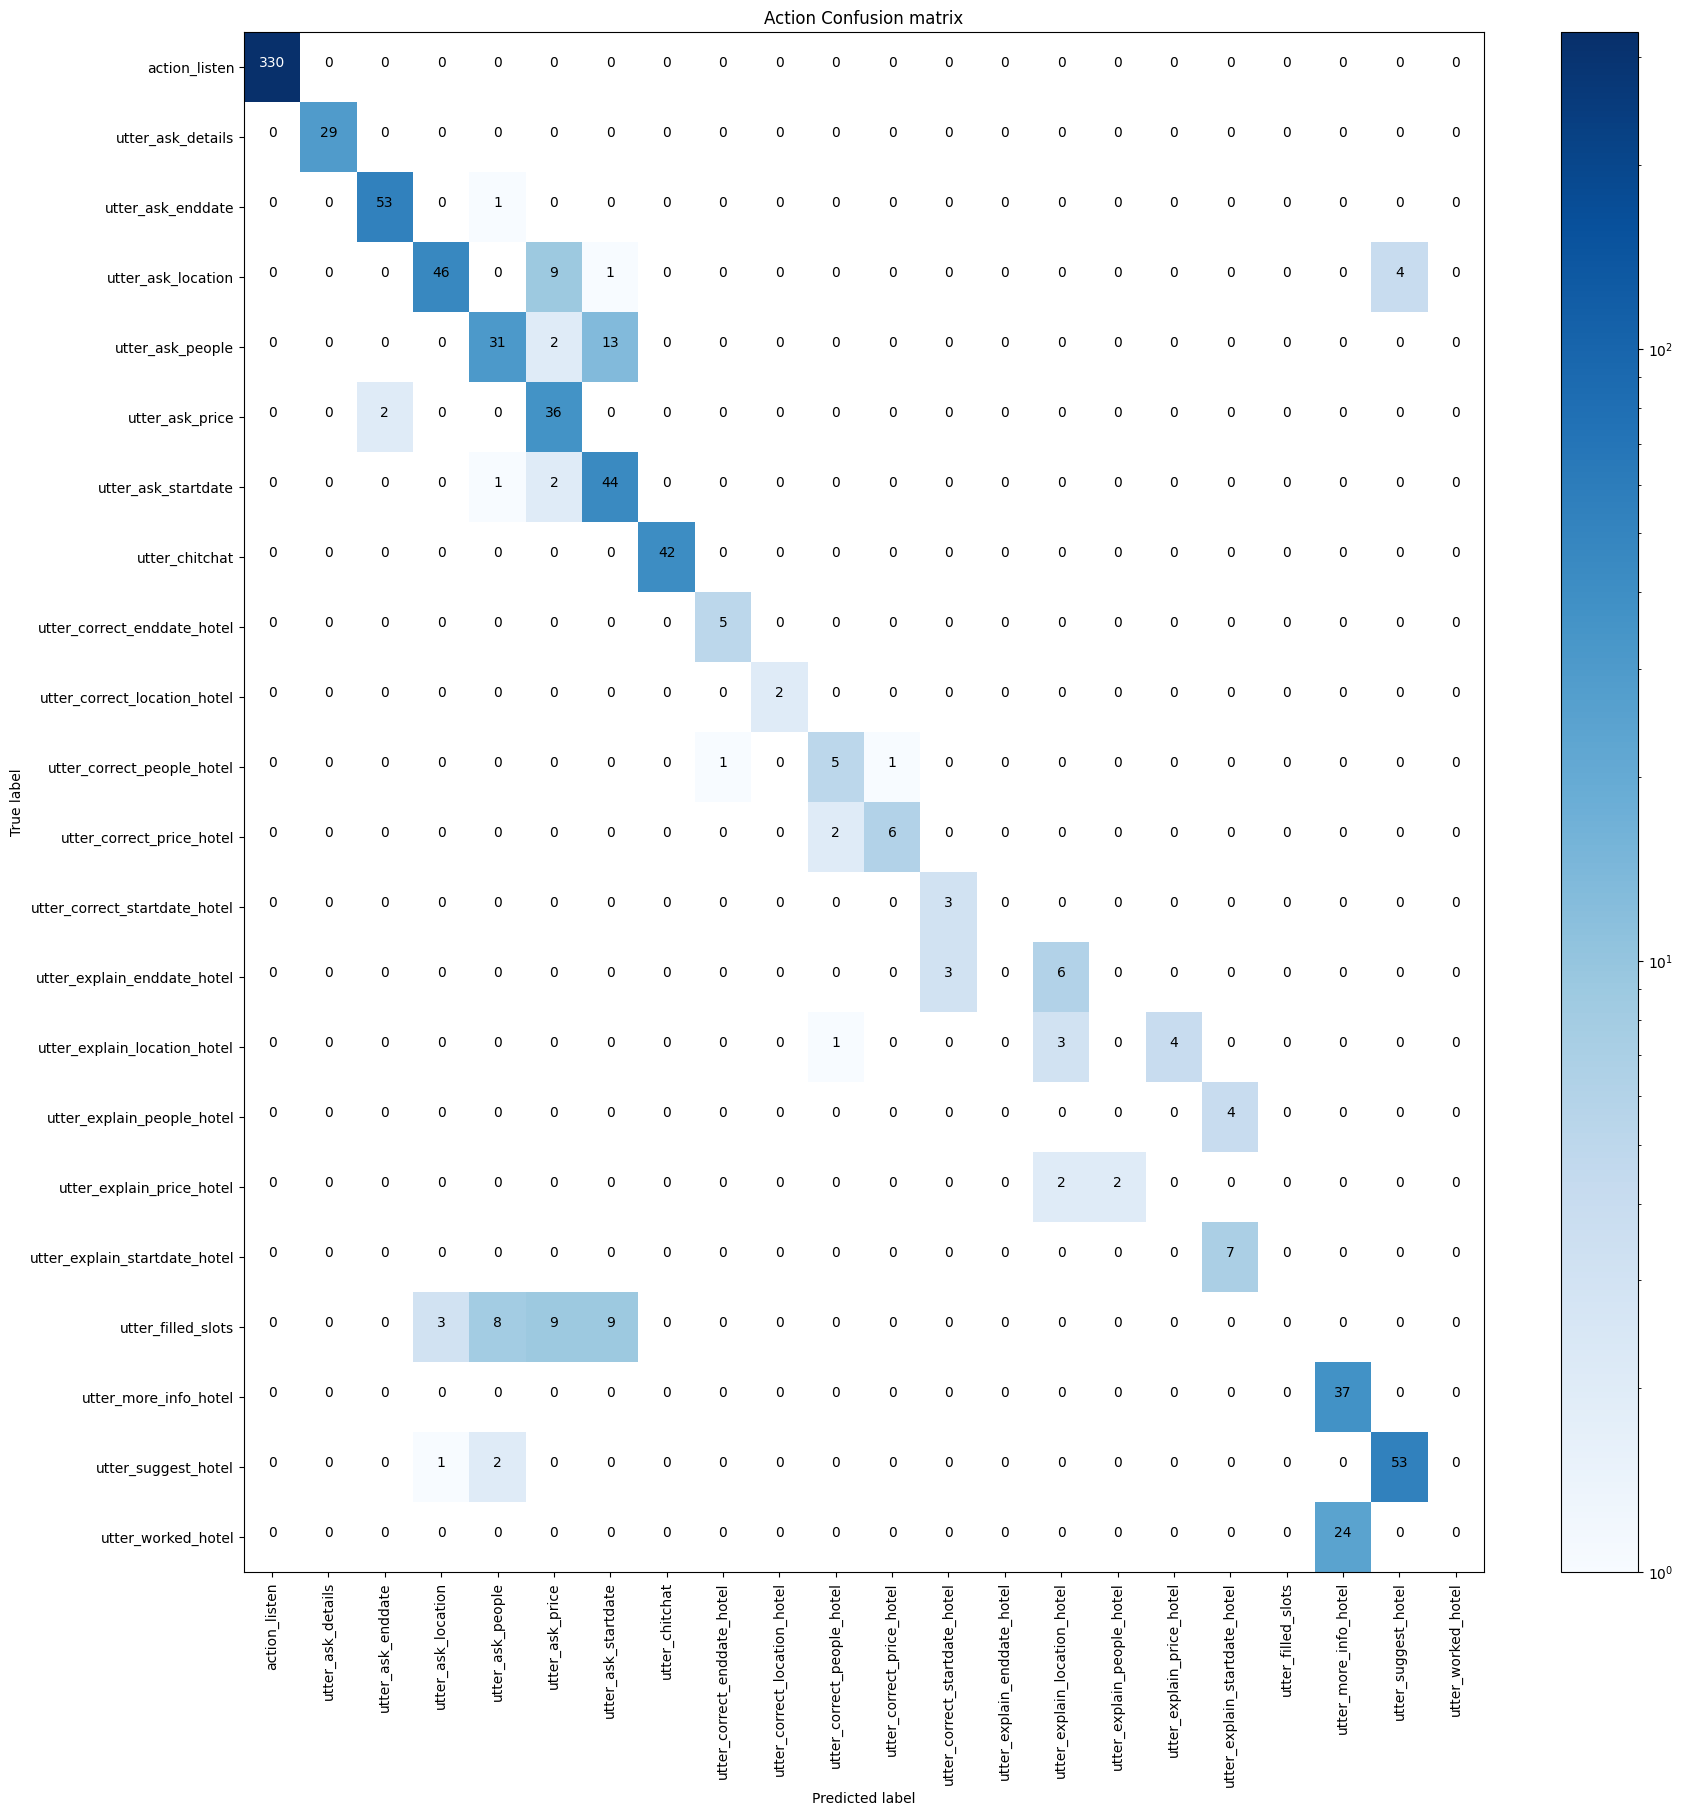 Action Confusion matrix
action_listen 330 0 0 0 0 0 0 0 0 0 0 0 0 0 0 0 0 0 0 0 0 0
utter_ask_details 0 29 0 0 0 0 0 0 0 0 0 0 0 0 0 0 0 0 0 0 0 0
utter_ask_enddate 0 0 53 0 1 0 0 0 0 0 0 0 0 0 0 0 0 0 0 0 0 0
utter_ask_location 0 0 0 46 0 9 1 0 0 0 0 0 0 0 0 0 0 0 0 0 4 0
utter_ask_people 0 0 0 0 31 2 13 0 0 0 0 0 0 0 0 0 0 0 0 0 0 0
utter_ask_price 0 0 2 0 0 36 0 0 0 0 0 0 0 0 0 0 0 0 0 0 0 0
utter_ask_startdate 0 0 0 0 1 2 44 0 0 0 0 0 0 0 0 0 0 0 0 0 0 0
utter_chitchat 0 0 0 0 0 0 0 42 0 0 0 0 0 0 0 0 0 0 0 0 0 0
utter_correct_enddate_hotel 0 0 0 0 0 0 0 0 5 0 0 0 0 0 0 0 0 0 0 0 0 0
utter_correct_location_hotel 0 0 0 0 0 0 0 0 0 2 0 0 0 0 0 0 0 0 0 0 0 0
utter_correct_people_hotel 0 0 0 0 0 0 0 0 1 0 5 1 0 0 0 0 0 0 0 0 0 0
utter_correct_price_hotel 0 0 0 0 0 0 0 0 0 0 2 6 0 0 0 0 0 0 0 0 0 0
utter_correct_startdate_hotel 0 0 0 0 0 0 0 0 0 0 0 0 3 0 0 0 0 0 0 0 0 0
utter_explain_enddate_hotel 0 0 0 0 0 0 0 0 0 0 0 0 3 0 6 0 0 0 0 0 0 0
utter_explain_location_hotel 0 0 0 0 0 0 0 0 0 0 1 0 0 0 3 0 4 0 0 0 0 0
utter_explain_people_hotel 0 0 0 0 0 0 0 0 0 0 0 0 0 0 0 0 0 4 0 0 0 0
utter_explain_price_hotel 0 0 0 0 0 0 0 0 0 0 0 0 0 0 2 2 0 0 0 0 0 0
utter_explain_startdate_hotel 0 0 0 0 0 0 0 0 0 0 0 0 0 0 0 0 0 7 0 0 0 0
utter_filled_slots 0 0 0 3 8 9 9 0 0 0 0 0 0 0 0 0 0 0 0 0 0 0
utter_more_info_hotel 0 0 0 0 0 0 0 0 0 0 0 0 0 0 0 0 0 0 0 37 0 0
utter_suggest_hotel 0 0 0 1 2 0 0 0 0 0 0 0 0 0 0 0 0 0 0 0 53 0
utter_worked_hotel 0 0 0 0 0 0 0 0 0 0 0 0 0 0 0 0 0 0 0 24 0 0
True label
action_listen
utter_ask_details
utter_ask_enddate
utter_ask_location
utter_ask_people
utter_ask_price
utter_ask_startdate
utter_chitchat
utter_correct_enddate_hotel
utter_correct_location_hotel
utter_correct_people_hotel
utter_correct_price_hotel
utter_correct_startdate_hotel
utter_explain_enddate_hotel
utter_explain_location_hotel
utter_explain_people_hotel
utter_explain_price_hotel
utter_explain_startdate_hotel
utter_filled_slots
utter_more_info_hotel
utter_suggest_hotel
utter_worked_hotel
Predicted label
10²
10¹
10⁰